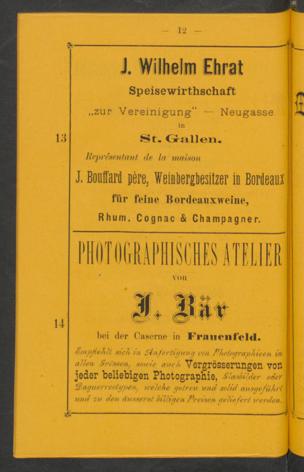 — 12 —
J. Wilhelm Ehrat
Speisewirthschaft
„zur Vereinigung“ — Neugasse
in
13
St. Gallen.
Représentant de la maison
J. Bouffard père, Weinbergbesitzer in Bordeaux
für feine Bordeauxweine,
Rhum, Cognac & Champagner.
PHOTOGRAPHISCHES ATELIER
von
J. Bär
14
bei der Caserne in Frauenfeld.
Empfiehlt sich in Anfertigung von Photographieen in
allen Grössen, sowie auch Vergrösserungen von
jeder beliebigen Photographie, Glasbilder oder
Daguerreotypen, welche getreu und solid ausgeführt
und zu den äusserst billigen Preisen geliefert werden.